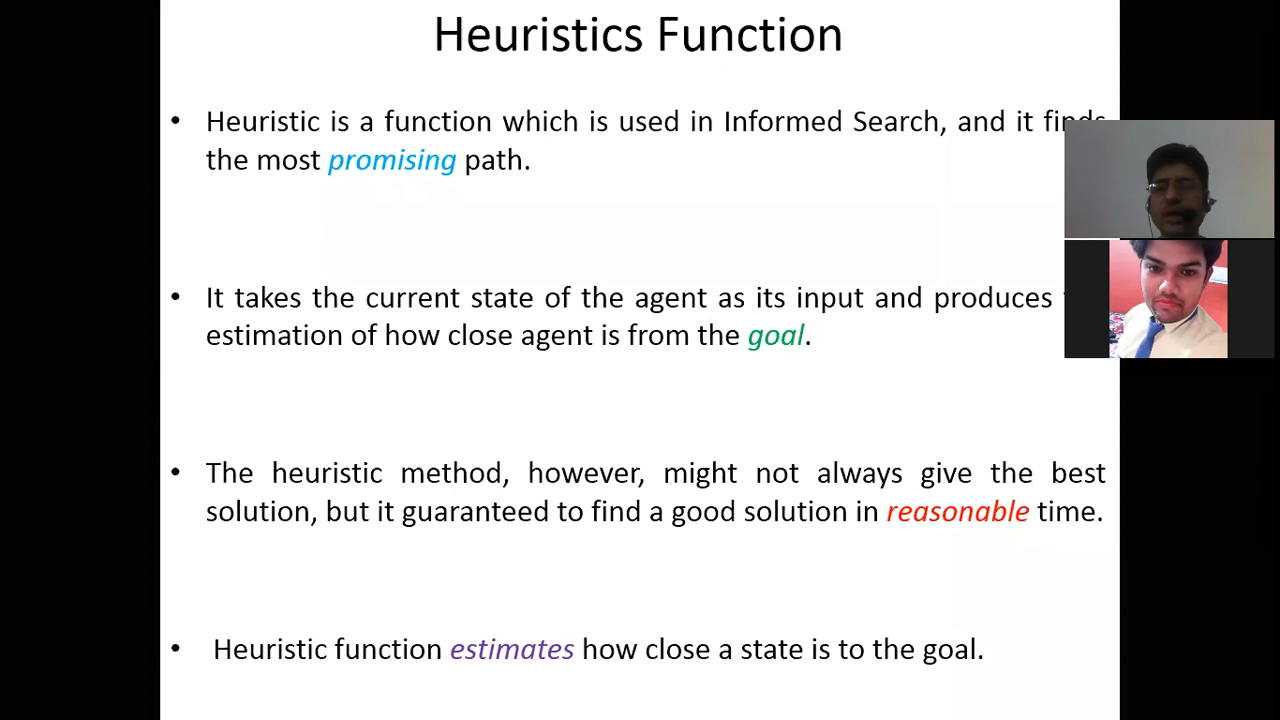 Heuristics Function
• Heuristic is a function which is used in Informed Search, and it finds
the most promising path.
• It takes the current state of the agent as its input and produces
estimation of how close agent is from the goal.
• The heuristic method, however, might not always give the best
solution, but it guaranteed to find a good solution in reasonable time.
• Heuristic function estimates how close a state is to the goal.